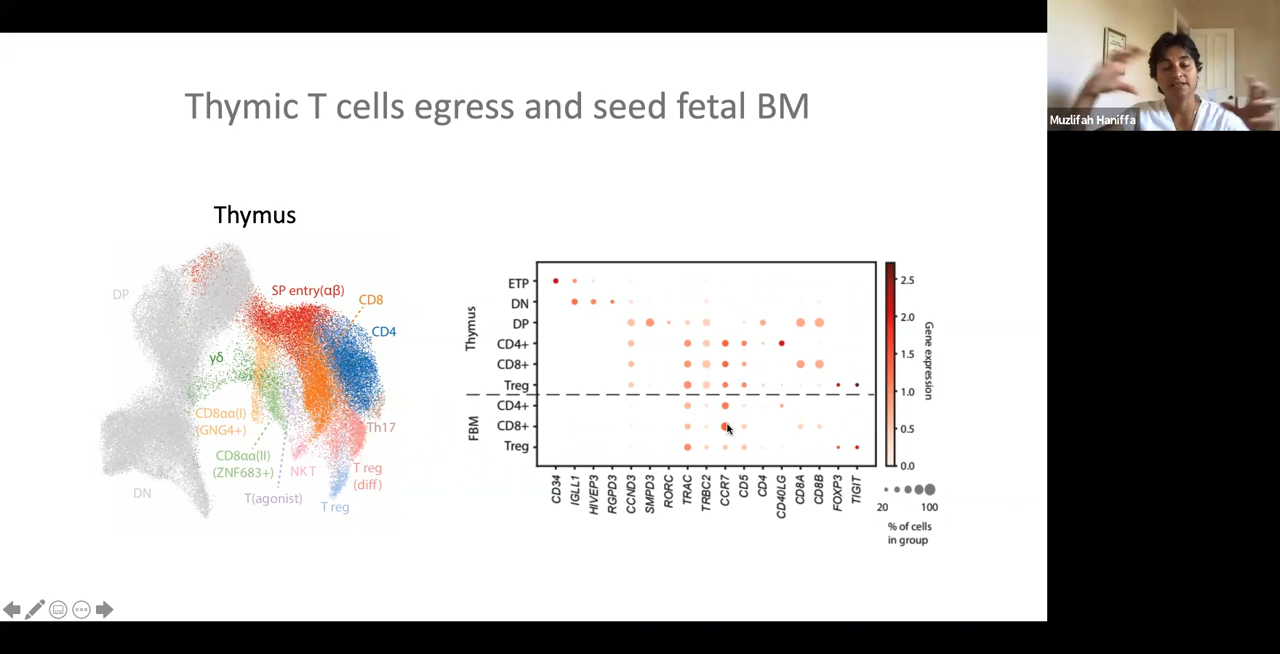 Thymic T cells egress and seed fetal BM
Muzlifah Haniffa
Thymus
DP
SP entry(αβ)
CD8
CD4
γδ
CD8αα(I)
(GNG4+)
Th17
CD8αα(II)
(ZNF683+)
NKT
T reg
(diff)
DN
T(agonist)
T reg
Thymus
ETP
DN
DP
CD4+
CD8+
Treg
FBM
CD4+
CD8+
Treg
CD34
IGLL1
HIVEP3
RGPD3
CCND3
SMPD3
RORC
TRAC
TRBC2
CCR7
CD5
CD4
CD40LG
CD8A
CD8B
FOXP3
TIGIT
2.5
2.0
1.5
1.0
0.5
0.0
Gene expression
20
100
% of cells
in group